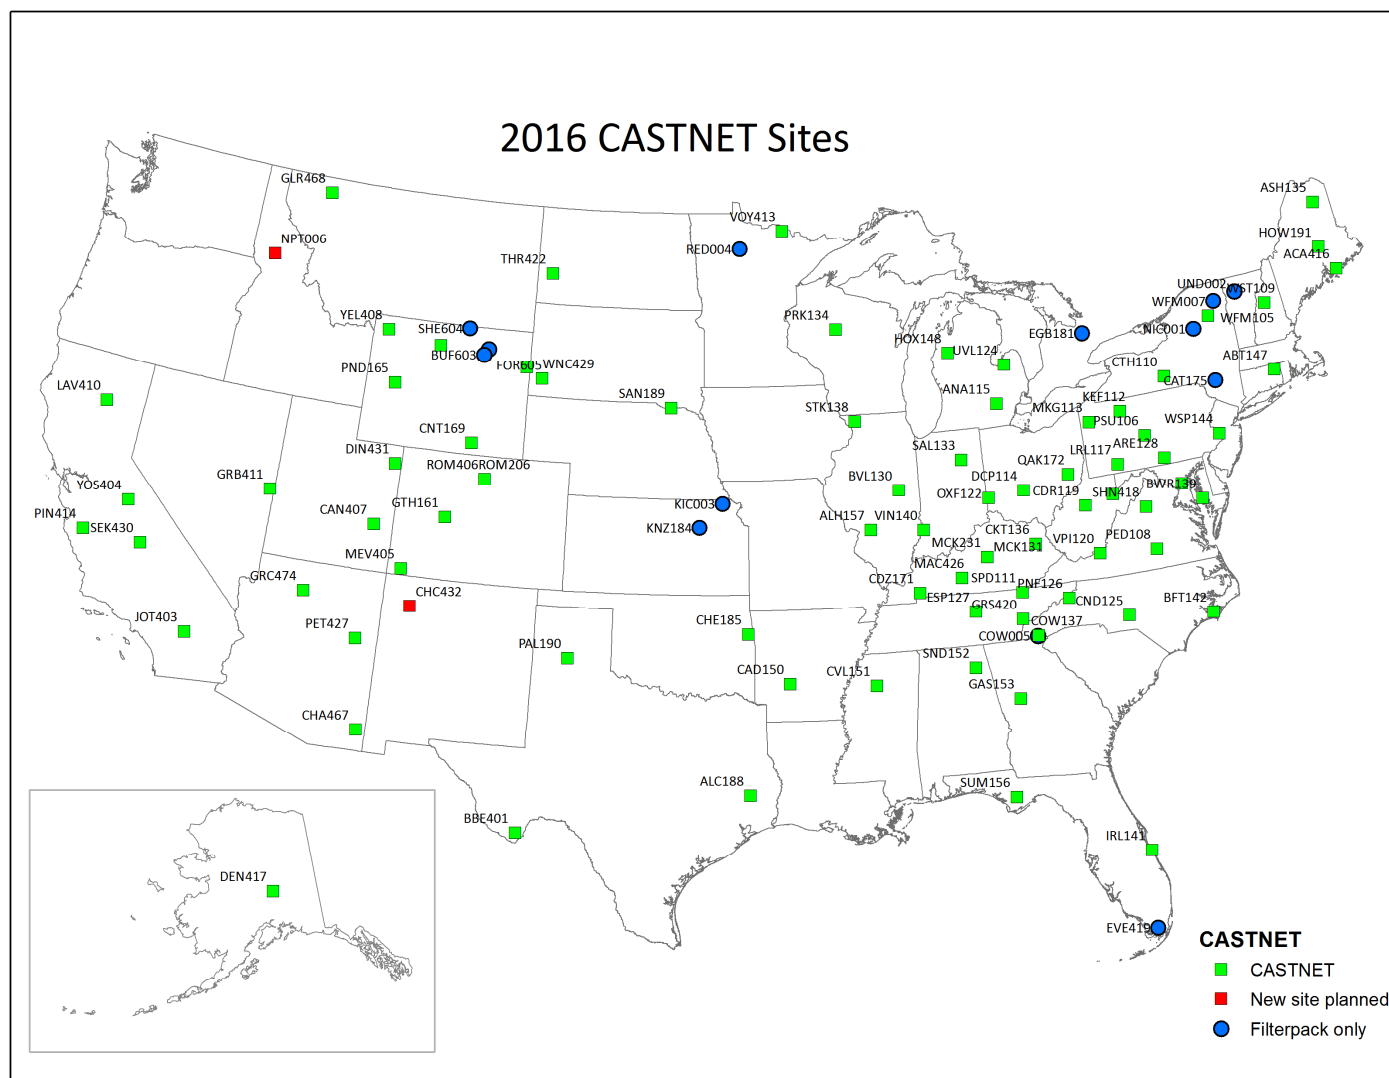 2016 CASTNET Sites
GLR468
ASH135
VOY413
NPT006
HOW191
RED004
ACA416
THR422
UND002
WST109
WFM007
YEL408
SHE604
PRK134
HOX148
EGB181
NIC001
WFM105
BUF603
UVL124
PND165
FOR605
WNC429
CTH110
ABT147
LAV410
SAN189
ANA115
CAT175
STK138
MKG113
KEF112
PSU106
WSP144
CNT169
DIN431
SAL133
LRL117
ARE128
GRB411
ROM406
ROM206
BVL130
DCP114
QAK172
YOS404
OXF122
CDR119
SHN418
BWR139
PIN414
SEK430
CAN407
GTH161
KIC003
KNZ184
ALH157
VIN140
CKT136
MCK231
MCK131
VPI120
PED108
MEV405
MAC426
GRC474
CHC432
CDZ171
SPD111
PNF126
ESP127
GRS420
CND125
BFT142
JOT403
PET427
CHE185
COW137
COW005
PAL190
SND152
CAD150
CVL151
GAS153
CHA467
ALC188
SUM156
BBE401
IRL141
DEN417
EVE419
CASTNET
CASTNET
New site planned
Filterpack only